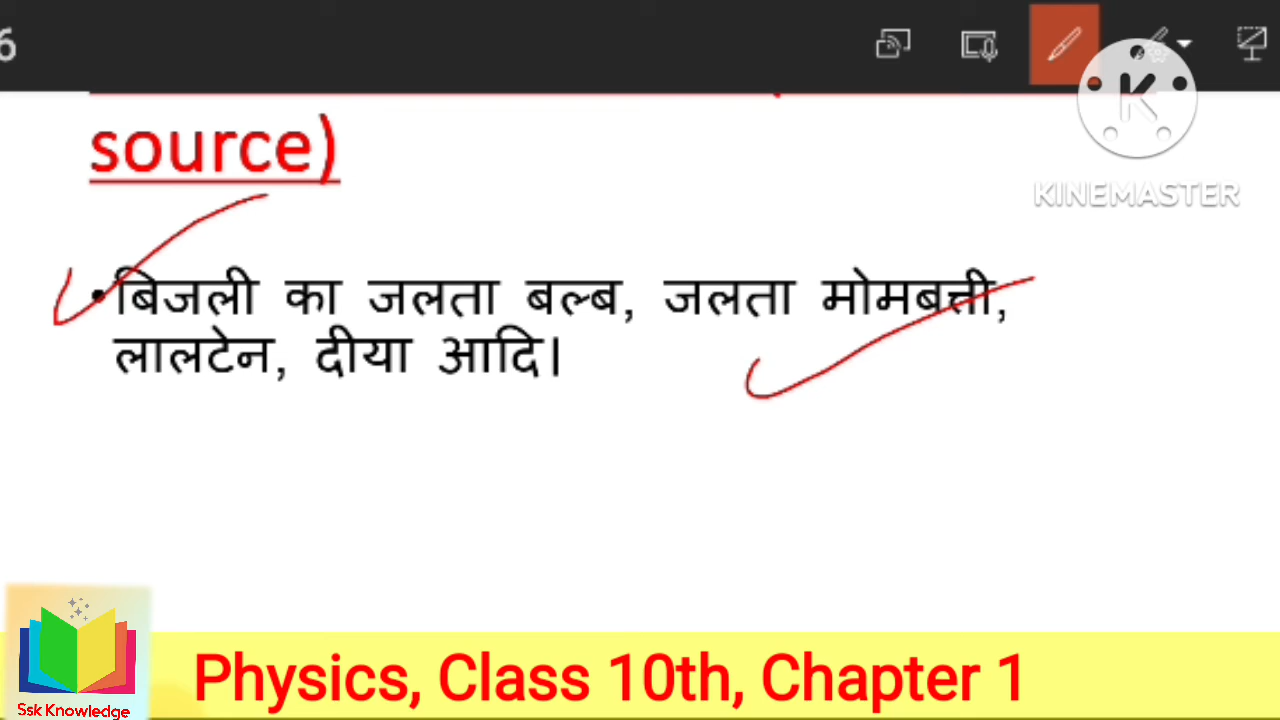 6
source)
•बिजली का जलता बल्ब, जलता मोमबत्ती,
लालटेन, दीया आदि।
K
KINEMASTER
Physics, Class 10th, Chapter 1
Ssk Knowledge